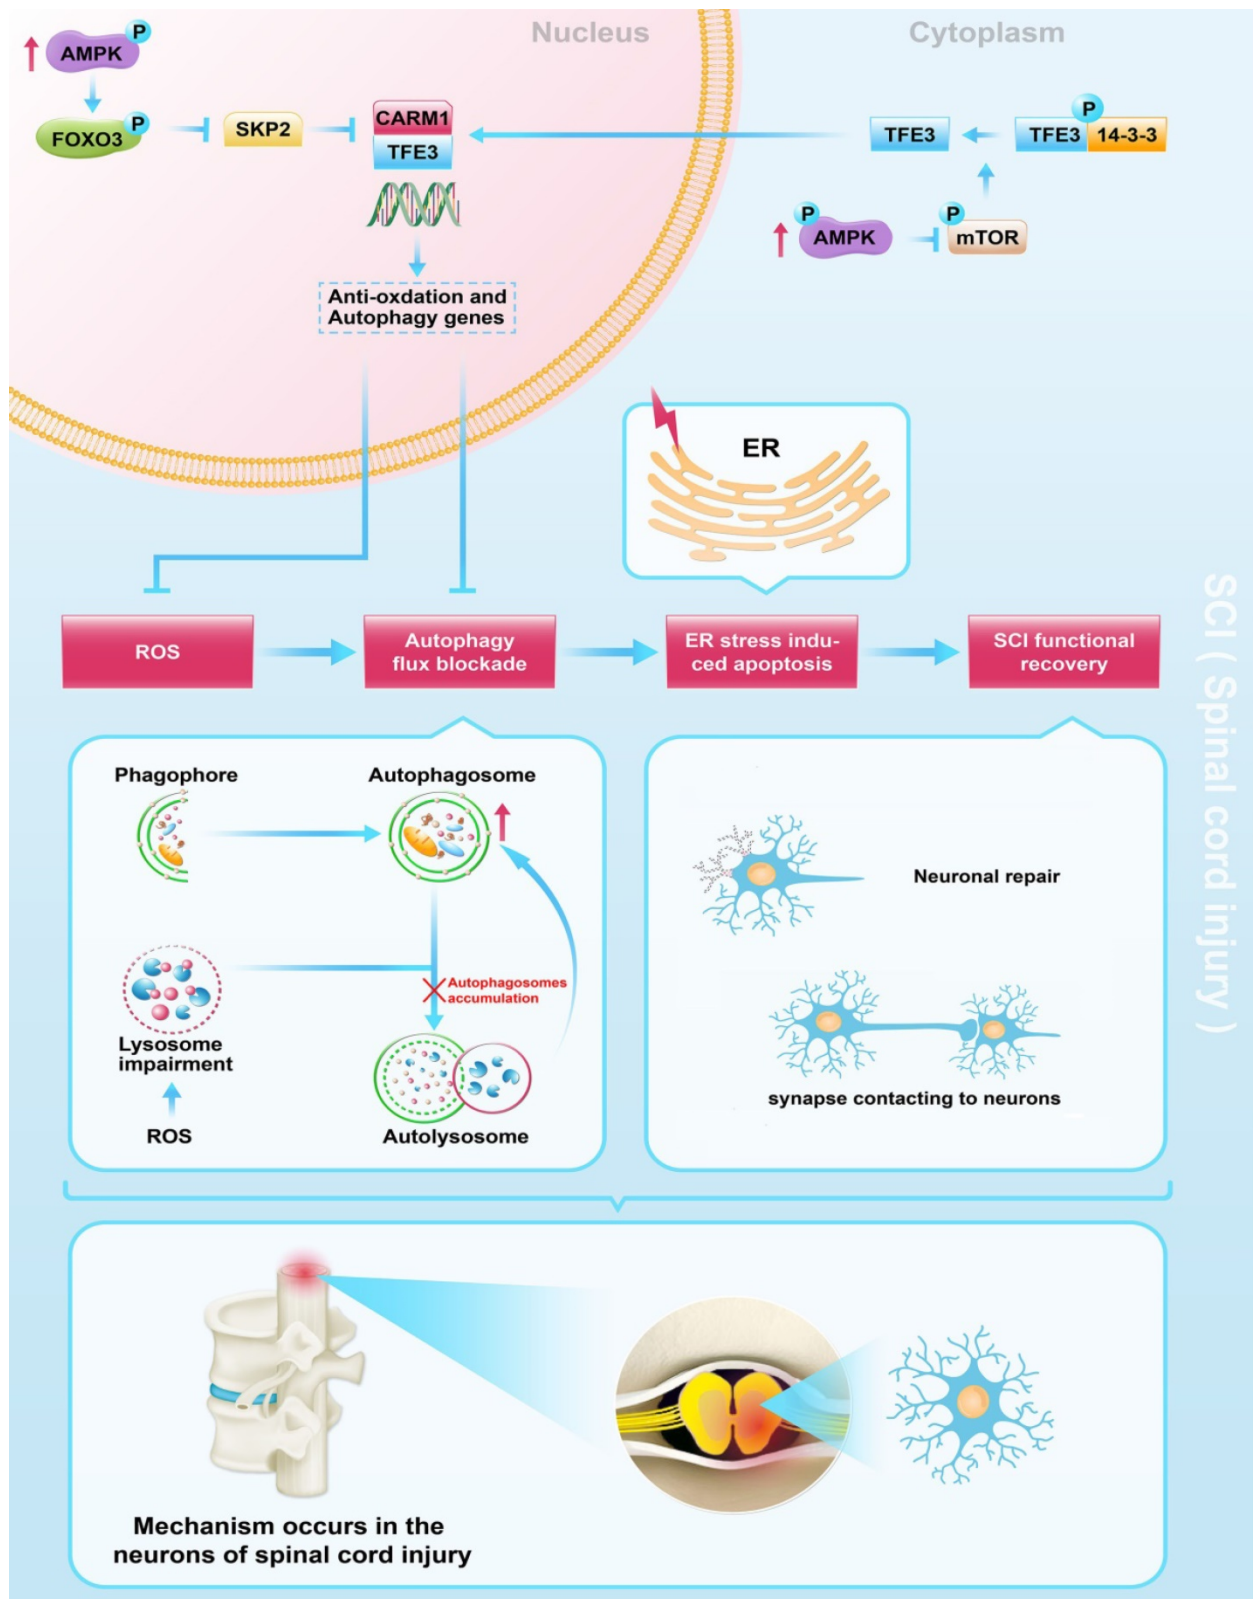 Nucleus
Cytoplasm
P
AMPK
P
FOXO3
SKP2
CARM1
TFE3
TFE3
P
TFE3
14-3-3
P
AMPK
P
mTOR
Anti-oxdation and
Autophagy genes
ER
ROS
Autophagy
flux blockade
ER stress indu-
ced apoptosis
SCI functional
recovery
SCI ( Spinal cord injury )
Phagophore
Autophagosome
Autophagosomes
accumulation
Lysosome
impairment
ROS
Autolysosome
Neuronal repair
synapse contacting to neurons
Mechanism occurs in the
neurons of spinal cord injury